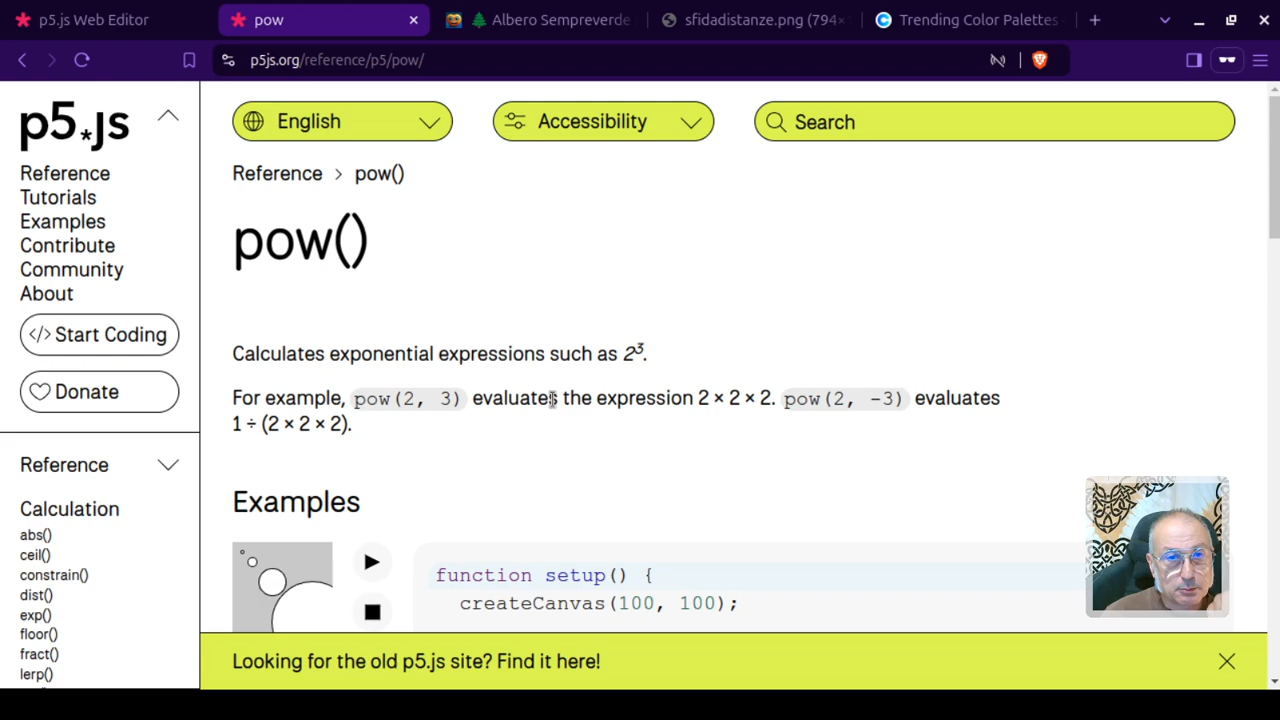 p5.js Web Editor
pow
🌲 Albero Sempreverde
sfidadistanze.png (794×
Trending Color Palettes
p5js.org/reference/p5/pow/
p5.js
Reference
Tutorials
Examples
Contribute
Community
About
</> Start Coding
Donate
Reference
Calculation
abs()
ceil()
constrain()
dist()
exp()
floor()
fract()
lerp()
English
Accessibility
Search
Reference > pow()
pow()
Calculates exponential expressions such as 2³.
For example, pow(2, 3) evaluates the expression 2 × 2 × 2. pow(2, -3) evaluates
1 ÷ (2 × 2 × 2).
Examples
function setup() {
createCanvas(100, 100);
Looking for the old p5.js site? Find it here!